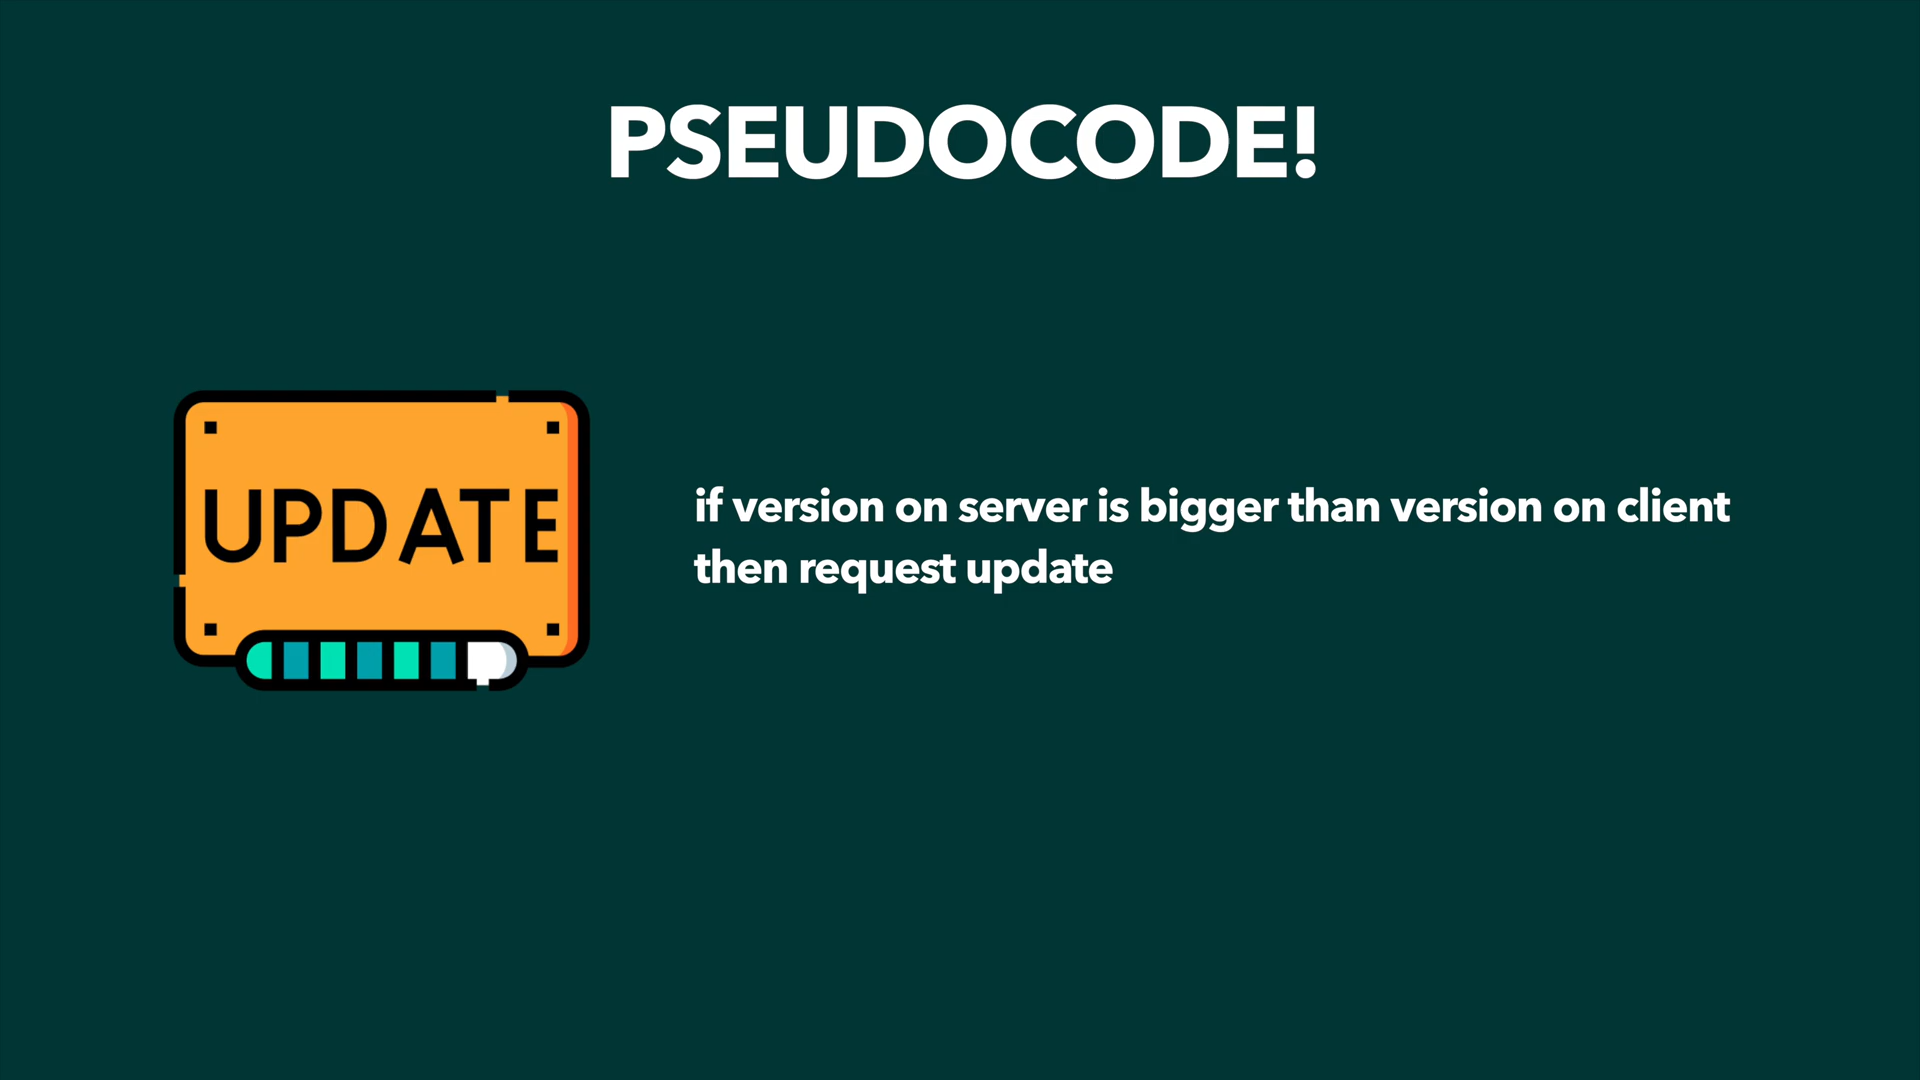 PSEUDOCODE!
UPDATE
if version on server is bigger than version on client
then request update